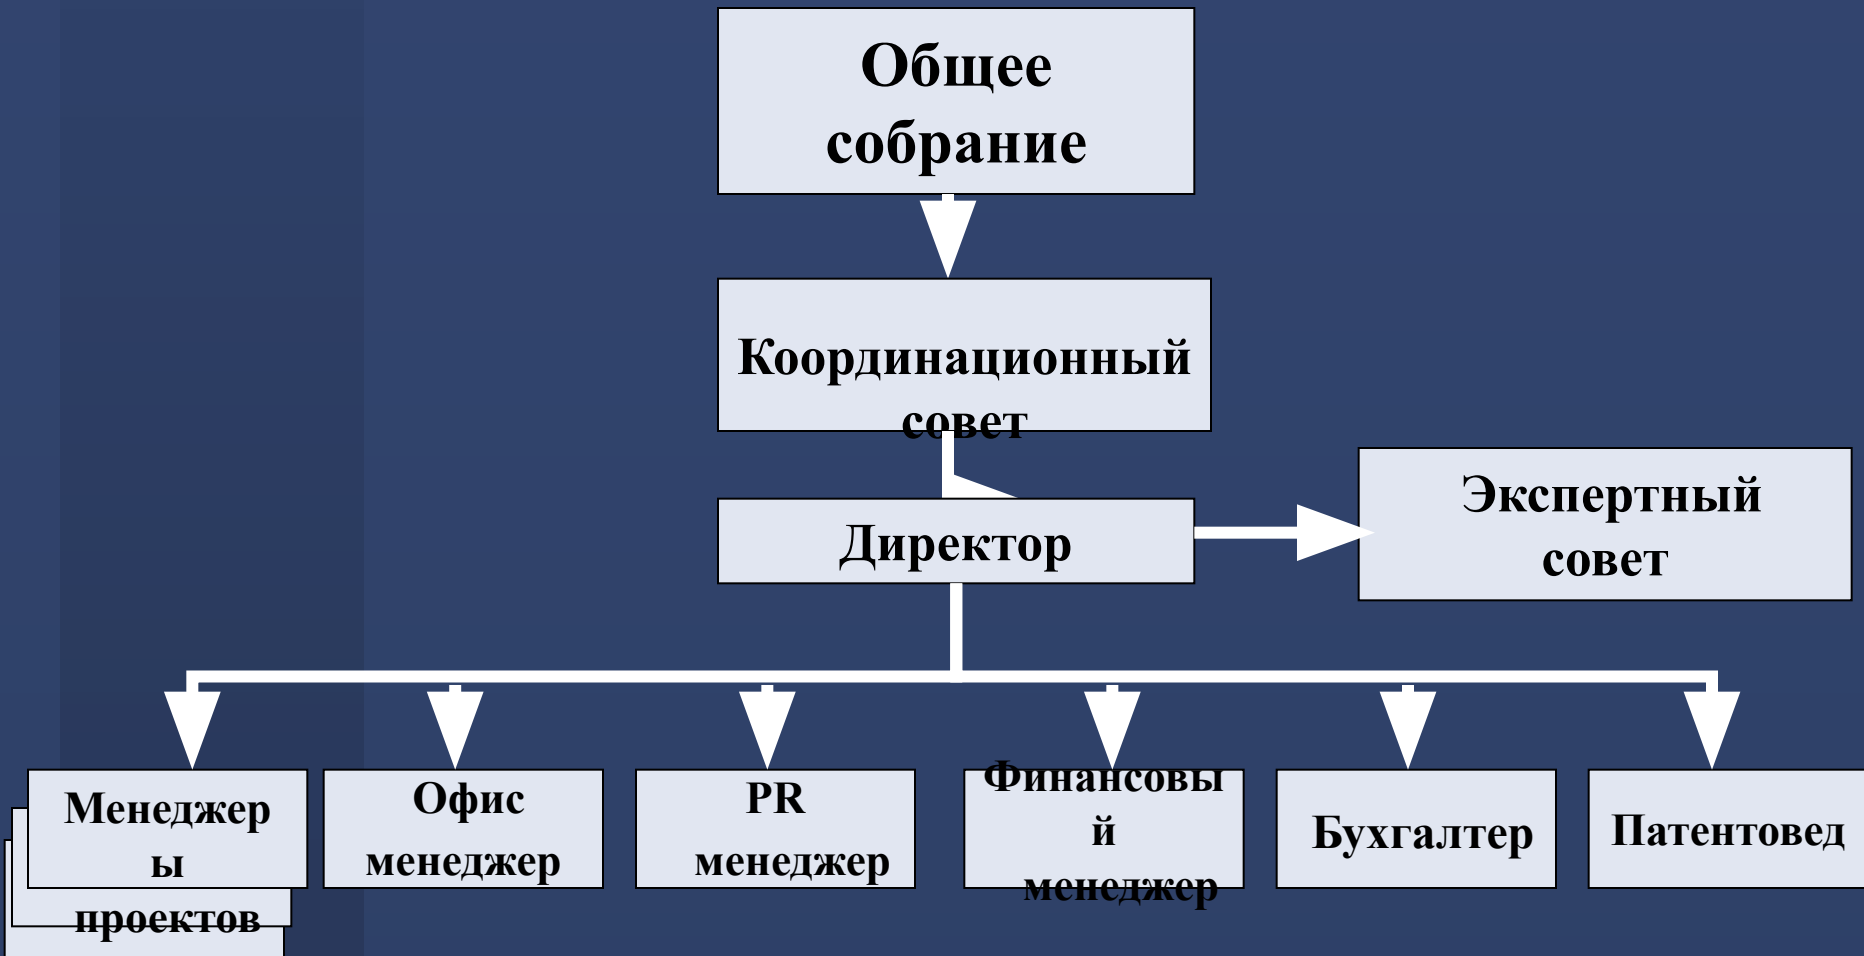 Общее
собрание
Координационный
совет
Директор
Экспертный
совет
Менеджер
ы
проектов
Офис
менеджер
PR
менеджер
Финансовы
й
менеджер
Бухгалтер
Патентовед